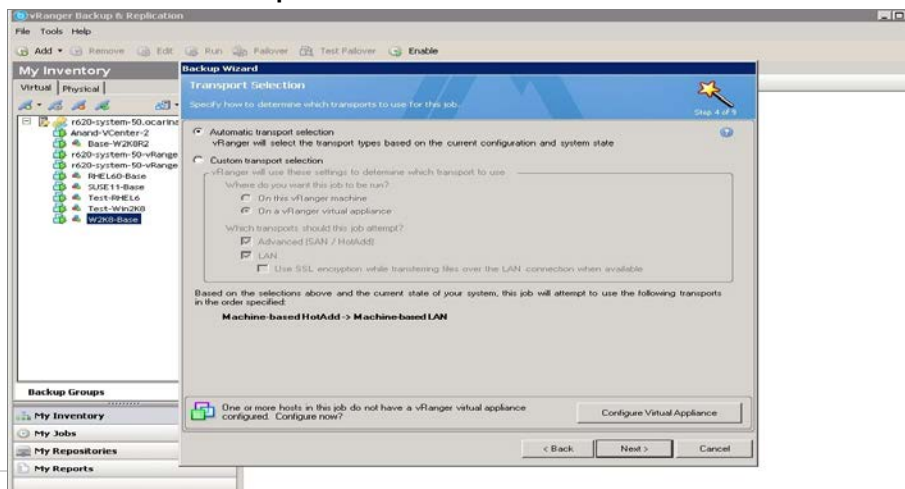 vRanger Backup & Replication
File Tools Help
Add Remove Edit Run Failover Test Failover Enable
My Inventory
Virtual Physical
r620-system-50.ocarina
Anand-VCenter-2
Base-W2K8R2
r620-system-50-vRange
r620-system-50-vRange
RHEL60-Base
SUSE11-Base
Test-RHEL6
Test-Win2K8
W2K8-Base
Backup Groups
My Inventory
My Jobs
My Repositories
My Reports
Backup Wizard
Transport Selection
Specify how to determine which transports to use for this job.
Step 4 of 9
Automatic transport selection
vRanger will select the transport types based on the current configuration and system state
Custom transport selection
vRanger will use these settings to determine which transport to use
Where do you want this job to be run?
On this vRanger machine
On a vRanger virtual appliance
Which transports should this job attempt?
Advanced (SAN / HotAdd)
LAN
Use SSL encryption while transferring files over the LAN connection when available
Based on the selections above and the current state of your system, this job will attempt to use the following transports
in the order specified:
Machine-based HotAdd -> Machine-based LAN
One or more hosts in this job do not have a vRanger virtual appliance
configured. Configure now?
Configure Virtual Appliance
< Back Next > Cancel